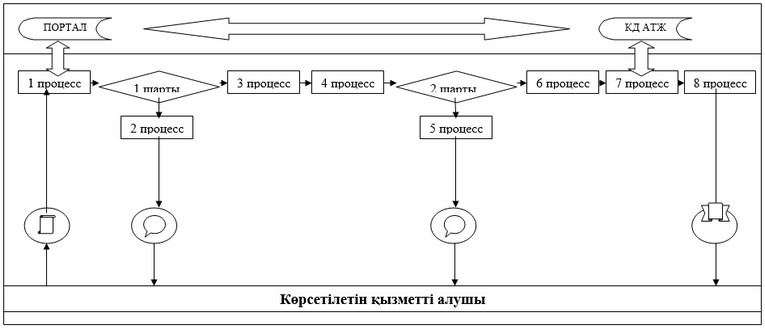 ПОРТАЛ
КД АТЖ
1 процесс
1 шарты
3 процесс
4 процесс
2 шарты
6 процесс
7 процесс
8 процесс
2 процесс
5 процесс
Көрсетілетін қызметті алушы